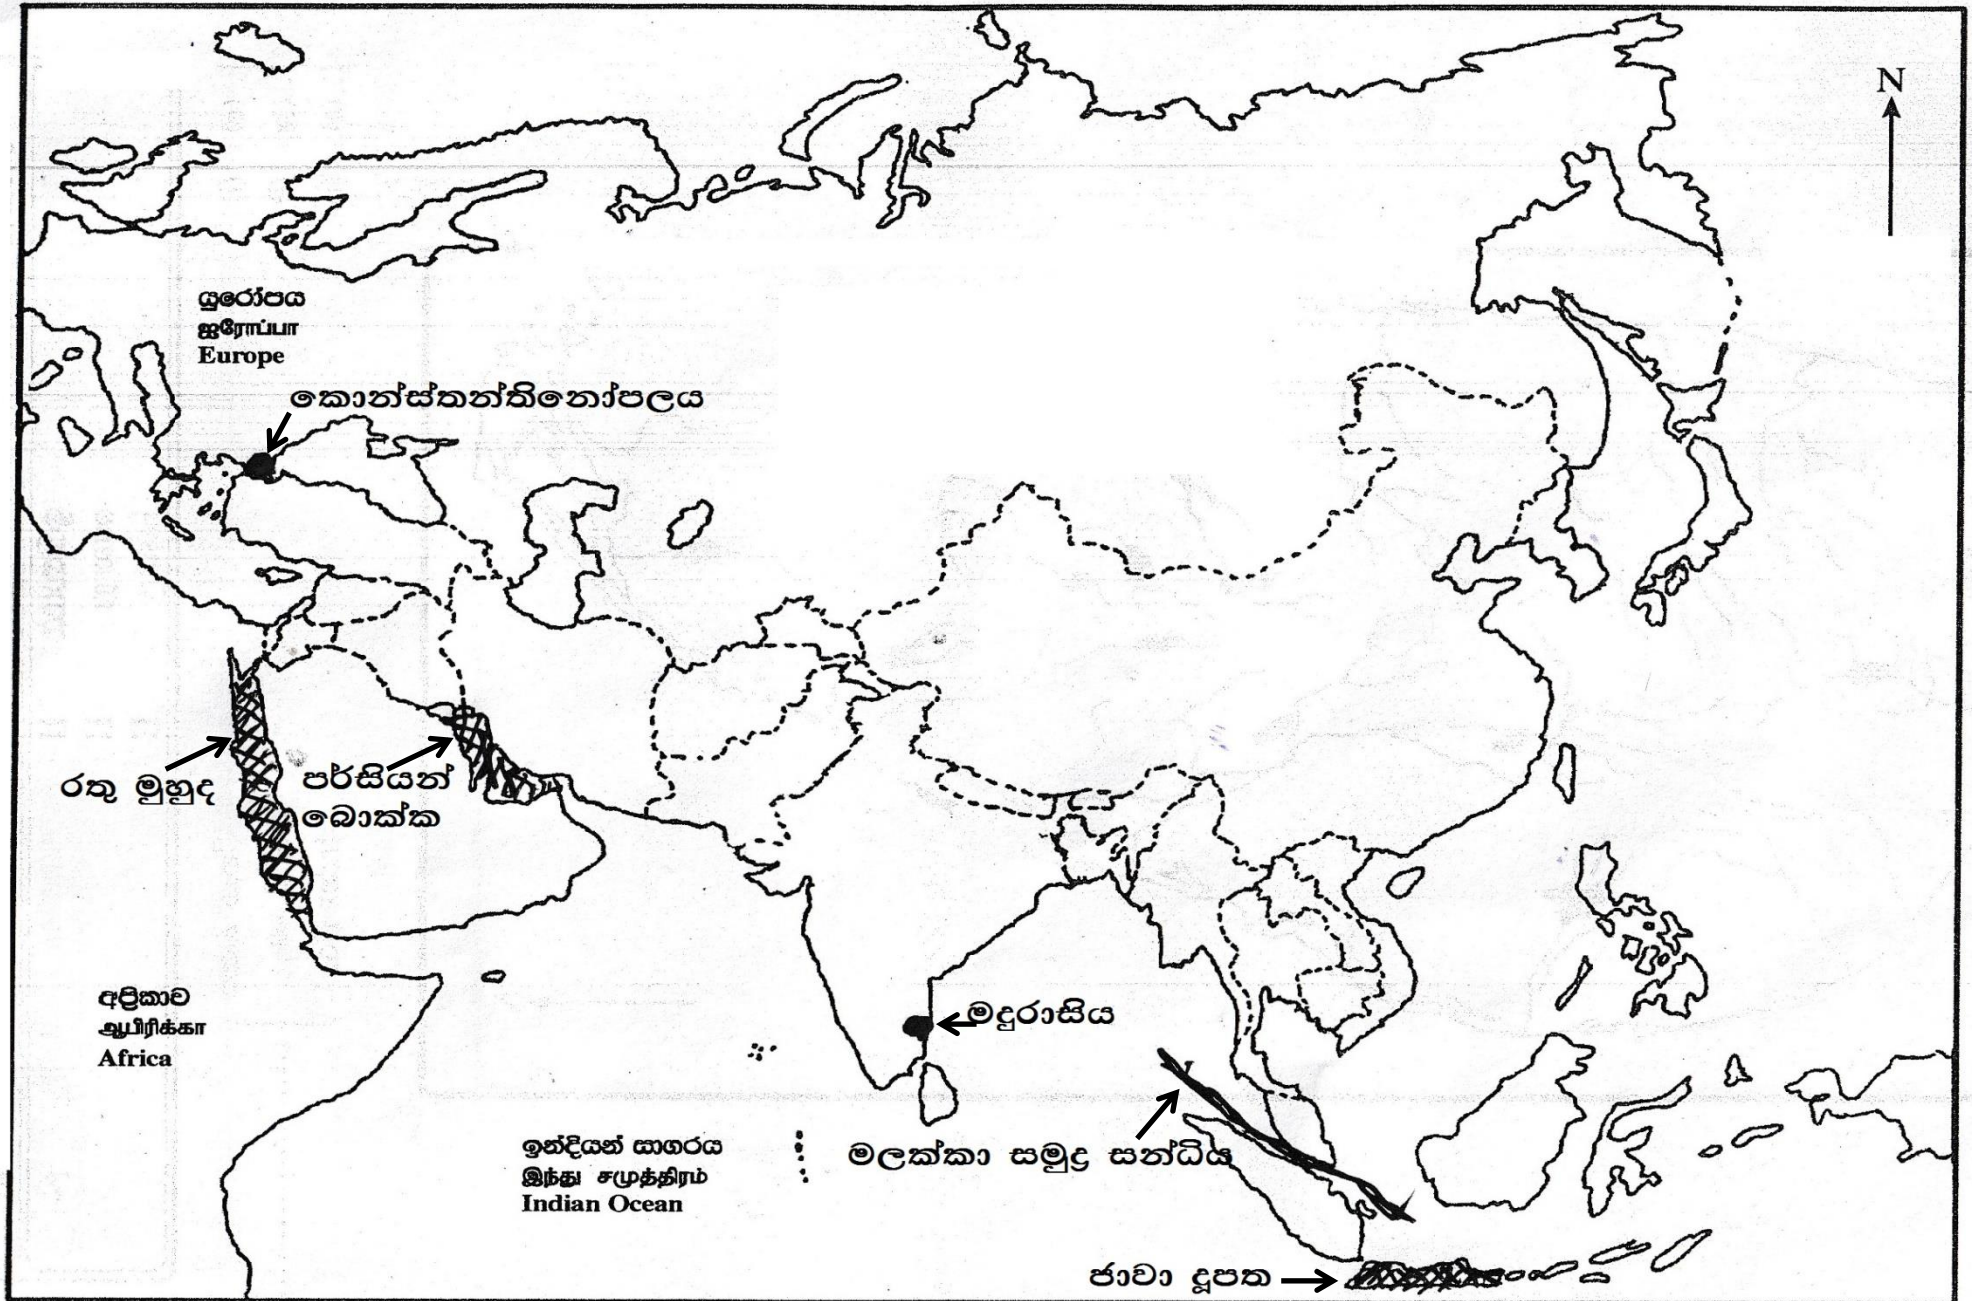 N
යුරෝපය
ஐரோப்பா
Europe
කොන්ස්තන්තිනෝපලය
රතු මුහුද
පර්සියන්
බොක්ක
අප්‍රිකාව
ஆபிரிக்கா
Africa
මදුරාසිය
ඉන්දියන් සාගරය
இந்து சமுத்திரம்
Indian Ocean
මලක්කා සමුද්‍ර සන්ධිය
ජාවා දූපත